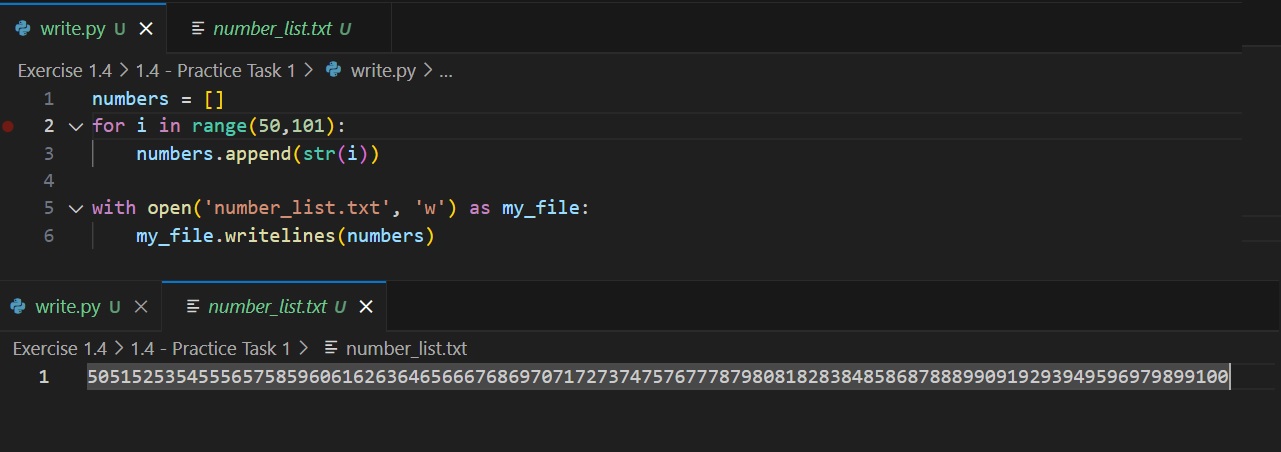 write.py U × number_list.txt U
Exercise 1.4 > 1.4 - Practice Task 1 > write.py > ...
1 numbers = []
2 for i in range(50,101):
3     numbers.append(str(i))
4
5 with open('number_list.txt', 'w') as my_file:
6     my_file.writelines(numbers)
write.py U × number_list.txt U ×
Exercise 1.4 > 1.4 - Practice Task 1 > number_list.txt
1 5051525354555657585960616263646566676869707172737475767778798081828384858687888990919293949596979899100